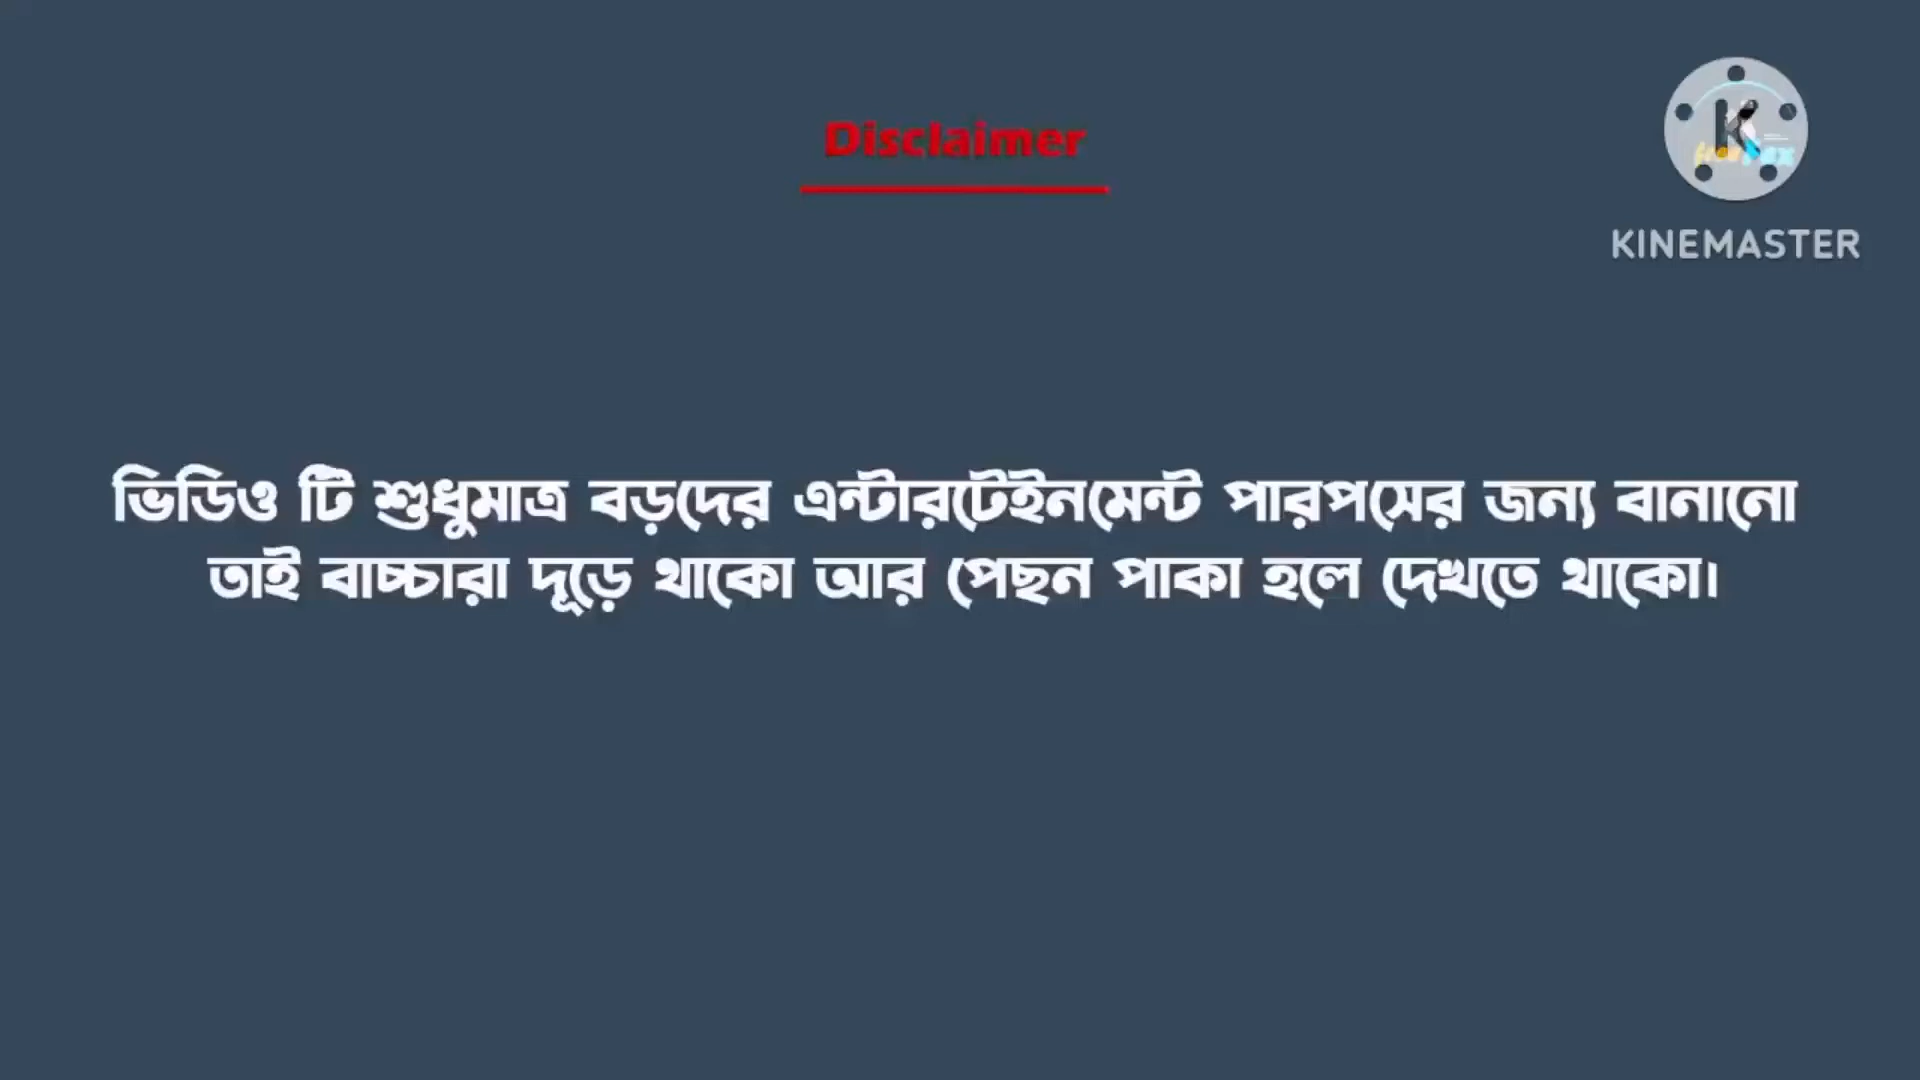 Disclaimer
KINEMASTER
ভিডিও টি শুধুমাত্র বড়দের এন্টারটেইনমেন্ট পারপসের জন্য বানানো
তাই বাচ্চারা দূড়ে থাকো আর পেছন পাকা হলে দেখতে থাকো।